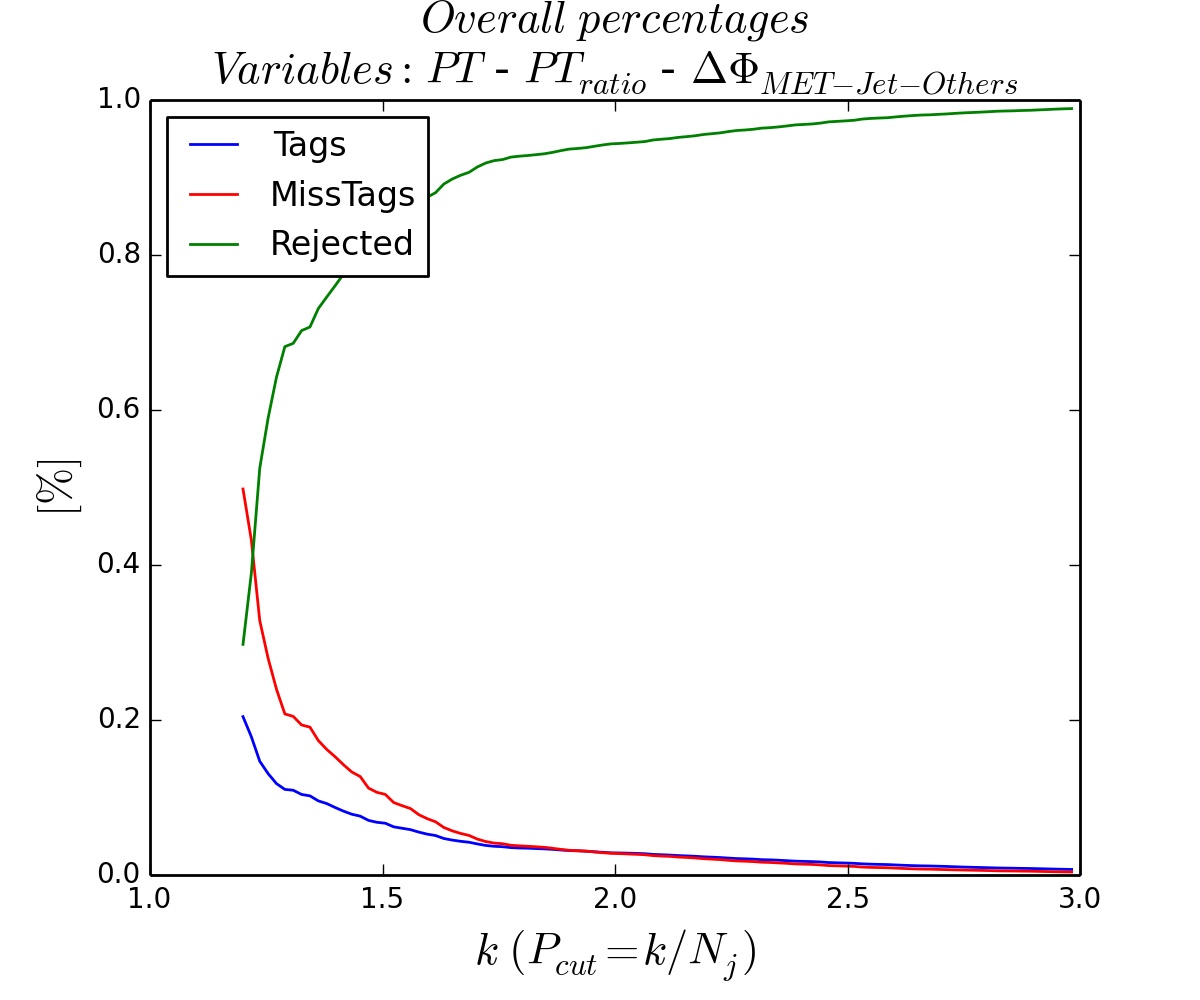 Overall percentages
Variables: PT - PT_ratio - ΔΦ_MET−Jet−Others
1.0
0.8
0.6
0.4
0.2
0.0
[%]
Tags
MissTags
Rejected
1.0 1.5 2.0 2.5 3.0
k (P_cut = k/N_j)